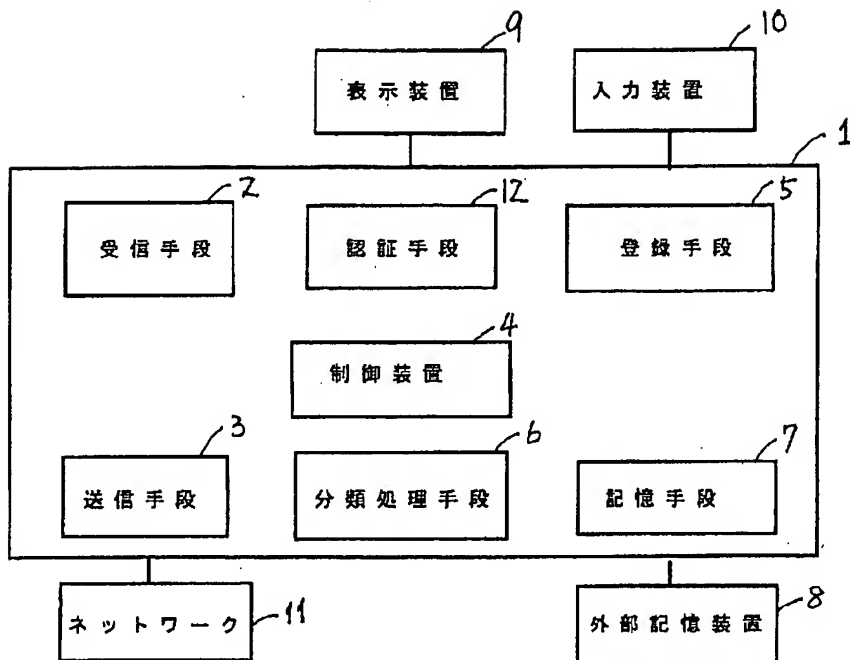 9
10
表示装置
入力装置
1
2
12
5
受信手段
認証手段
登録手段
4
制御装置
3
6
7
送信手段
分類処理手段
記憶手段
ネットワーク
11
外部記憶装置
8